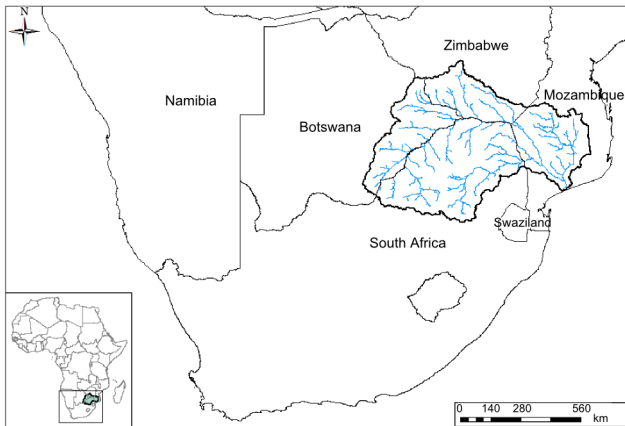 N
Zimbabwe
Namibia
Mozambique
Botswana
Swaziland
South Africa
0 140 280 560
km